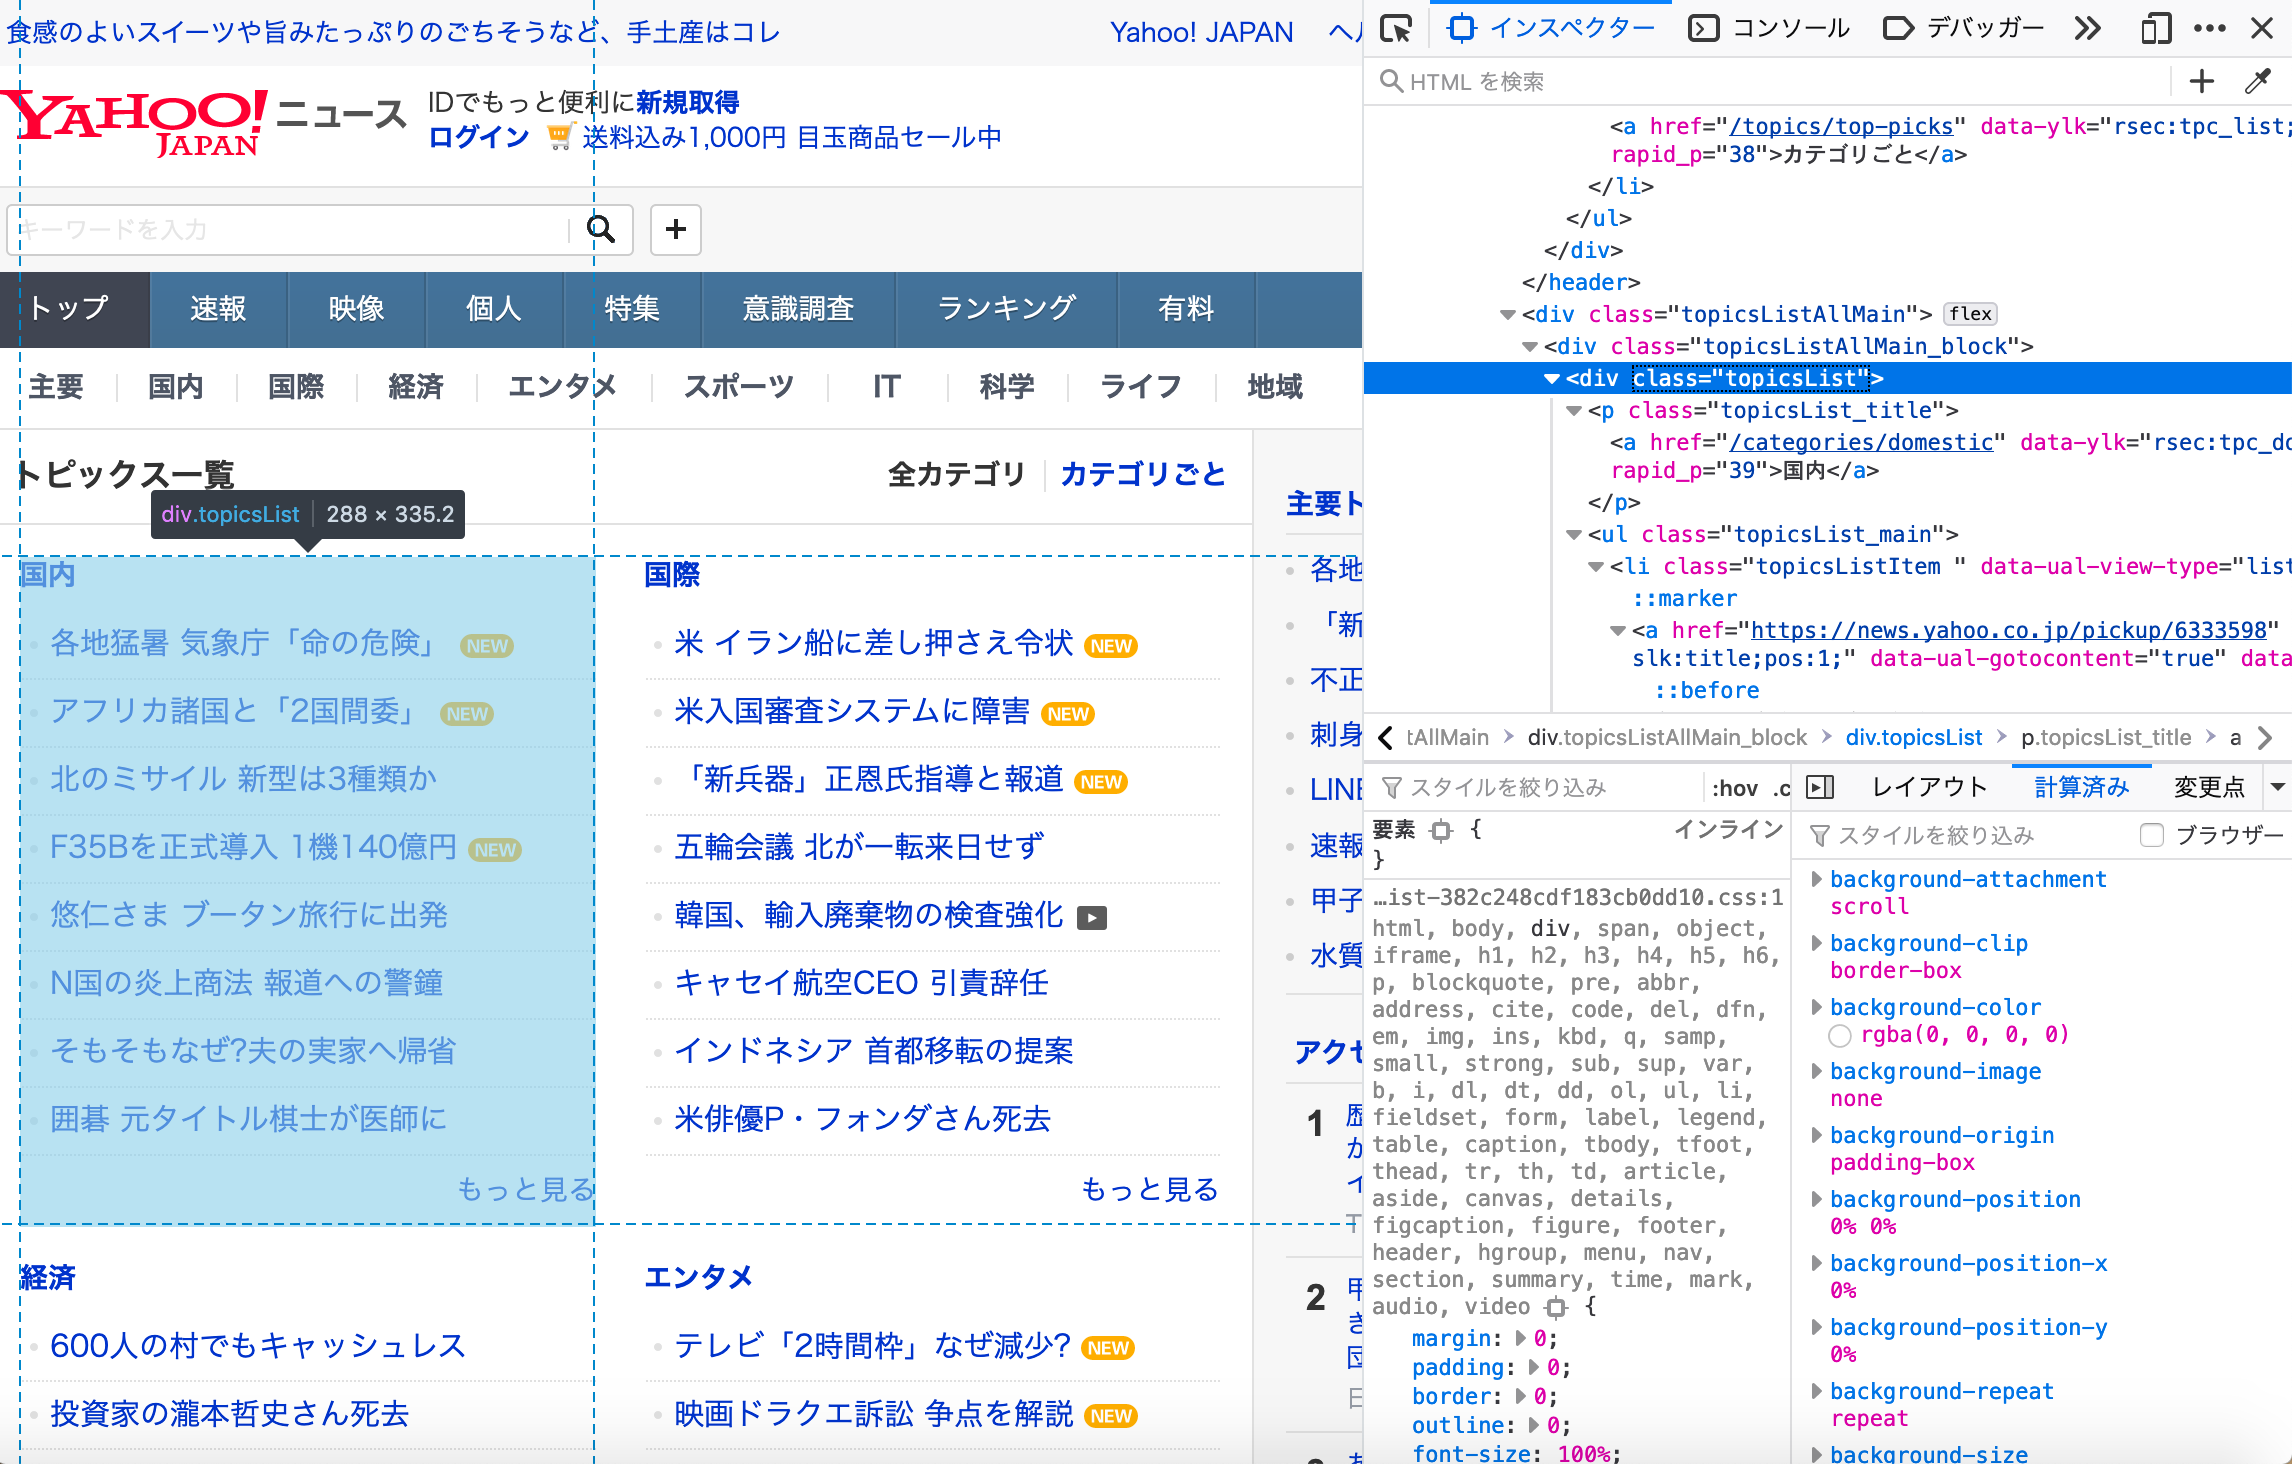 食感のよいスイーツや旨みたっぷりのごちそうなど、手土産はコレ
Yahoo! JAPAN
YAHOO! JAPAN ニュース
IDでもっと便利に新規取得
ログイン 送料込み1,000円 目玉商品セール中
キーワードを入力
トップ 速報 映像 個人 特集 意識調査 ランキング 有料
主要 国内 国際 経済 エンタメ スポーツ IT 科学 ライフ 地域
トピックス一覧
全カテゴリ カテゴリごと
div.topicsList 288 × 335.2
国内
各地猛暑 気象庁「命の危険」 NEW
アフリカ諸国と「2国間委」 NEW
北のミサイル 新型は3種類か
F35Bを正式導入 1機140億円 NEW
悠仁さま ブータン旅行に出発
N国の炎上商法 報道への警鐘
そもそもなぜ?夫の実家へ帰省
囲碁 元タイトル棋士が医師に
もっと見る
国際
米 イラン船に差し押さえ令状 NEW
米入国審査システムに障害 NEW
「新兵器」正恩氏指導と報道 NEW
五輪会議 北が一転来日せず
韓国、輸入廃棄物の検査強化
キャセイ航空CEO 引責辞任
インドネシア 首都移転の提案
米俳優P・フォンダさん死去
もっと見る
経済
600人の村でもキャッシュレス
投資家の瀧本哲史さん死去
エンタメ
テレビ「2時間枠」なぜ減少? NEW
映画ドラクエ訴訟 争点を解説 NEW
主要ト
各地
「新
不正
刺身
LINE
速報
甲子
水質
アクセ
1
か
イ
2
インスペクター コンソール デバッガー
HTML を検索
<a href="/topics/top-picks" data-ylk="rsec:tpc_list;
rapid_p="38">カテゴリごと</a>
</li>
</ul>
</div>
</header>
<div class="topicsListAllMain"> flex
<div class="topicsListAllMain_block">
<div class="topicsList">
<p class="topicsList_title">
<a href="/categories/domestic" data-ylk="rsec:tpc_do
rapid_p="39">国内</a>
</p>
<ul class="topicsList_main">
<li class="topicsListItem " data-ual-view-type="list
::marker
<a href="https://news.yahoo.co.jp/pickup/6333598"
slk:title;pos:1;" data-ual-gotocontent="true" data
::before
tAllMain div.topicsListAllMain_block div.topicsList p.topicsList_title a
スタイルを絞り込み :hov .c
要素 { インライン
}
…ist-382c248cdf183cb0dd10.css:1
html, body, div, span, object,
iframe, h1, h2, h3, h4, h5, h6,
p, blockquote, pre, abbr,
address, cite, code, del, dfn,
em, img, ins, kbd, q, samp,
small, strong, sub, sup, var,
b, i, dl, dt, dd, ol, ul, li,
fieldset, form, label, legend,
table, caption, tbody, tfoot,
thead, tr, th, td, article,
aside, canvas, details,
figcaption, figure, footer,
header, hgroup, menu, nav,
section, summary, time, mark,
audio, video {
margin: 0;
padding: 0;
border: 0;
outline: 0;
font-size: 100%;
レイアウト 計算済み 変更点
スタイルを絞り込み ブラウザー
background-attachment
scroll
background-clip
border-box
background-color
rgba(0, 0, 0, 0)
background-image
none
background-origin
padding-box
background-position
0% 0%
background-position-x
0%
background-position-y
0%
background-repeat
repeat
background-size